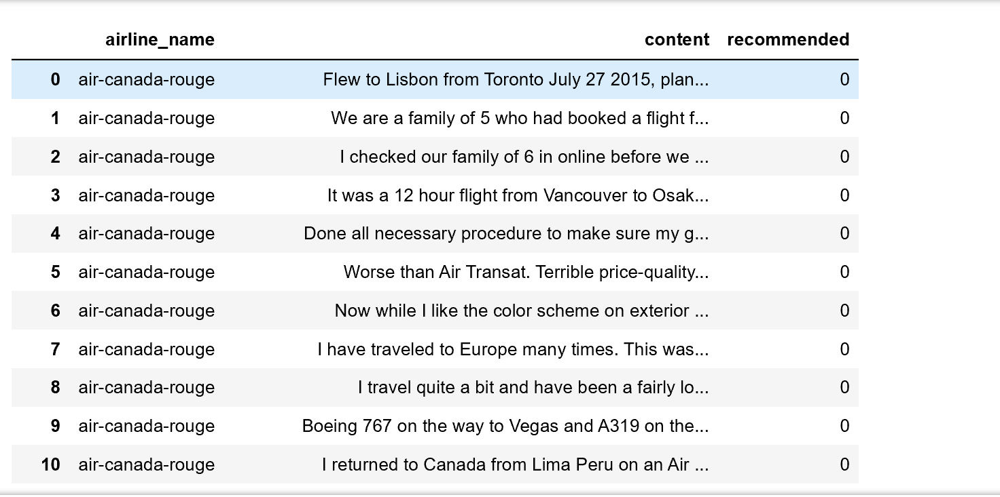 airline_name content recommended
0 air-canada-rouge Flew to Lisbon from Toronto July 27 2015, plan... 0
1 air-canada-rouge We are a family of 5 who had booked a flight f... 0
2 air-canada-rouge I checked our family of 6 in online before we ... 0
3 air-canada-rouge It was a 12 hour flight from Vancouver to Osak... 0
4 air-canada-rouge Done all necessary procedure to make sure my g... 0
5 air-canada-rouge Worse than Air Transat. Terrible price-quality... 0
6 air-canada-rouge Now while I like the color scheme on exterior ... 0
7 air-canada-rouge I have traveled to Europe many times. This was... 0
8 air-canada-rouge I travel quite a bit and have been a fairly lo... 0
9 air-canada-rouge Boeing 767 on the way to Vegas and A319 on the... 0
10 air-canada-rouge I returned to Canada from Lima Peru on an Air ... 0